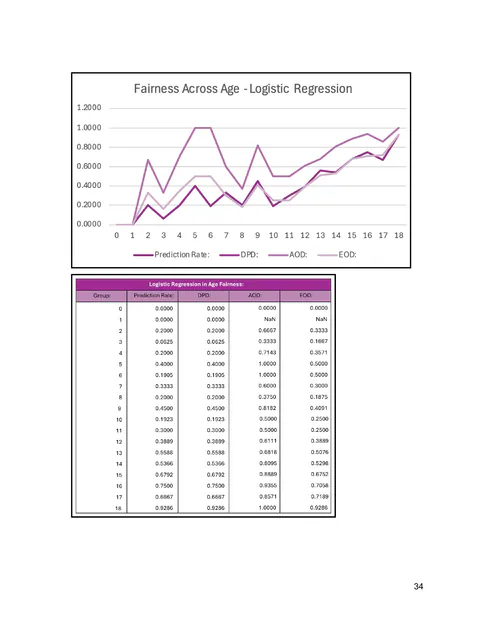 Fairness Across Age - Logistic Regression
1.2000
1.0000
0.8000
0.6000
0.4000
0.2000
0.0000
0 1 2 3 4 5 6 7 8 9 10 11 12 13 14 15 16 17 18
Prediction Rate: DPD: AOD: EOD:
Logistic Regression in Age Fairness:
Group: Prediction Rate: DPD: AOD: EOD:
0 0.0000 0.0000 0.0000 0.0000
1 0.0000 0.0000 NaN NaN
2 0.2000 0.2000 0.6667 0.3333
3 0.0625 0.0625 0.3333 0.1667
4 0.2000 0.2000 0.7143 0.3571
5 0.4000 0.4000 1.0000 0.5000
6 0.1905 0.1905 1.0000 0.5000
7 0.3333 0.3333 0.6000 0.3000
8 0.2000 0.2000 0.3750 0.1875
9 0.4500 0.4500 0.8182 0.4091
10 0.1923 0.1923 0.5000 0.2500
11 0.3000 0.3000 0.5000 0.2500
12 0.3889 0.3889 0.6111 0.3889
13 0.5588 0.5588 0.6818 0.5076
14 0.5366 0.5366 0.8095 0.5298
15 0.6792 0.6792 0.8889 0.6752
16 0.7500 0.7500 0.9355 0.7058
17 0.6667 0.6667 0.8571 0.7189
18 0.9286 0.9286 1.0000 0.9286
34